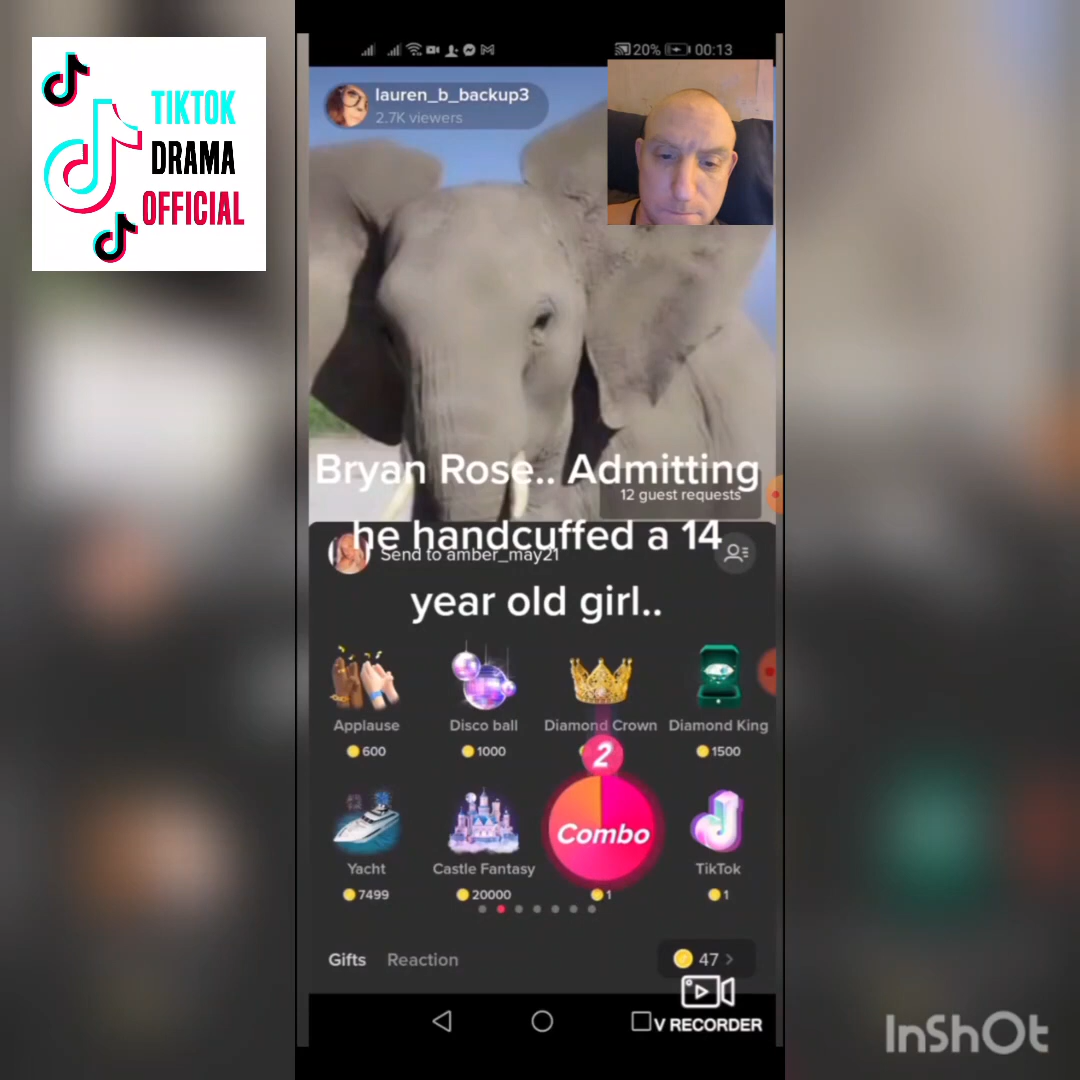 TIKTOK
DRAMA
OFFICIAL
20% 00:13
lauren_b_backup3
2.7K viewers
Bryan Rose.. Admitting
12 guest requests
he handcuffed a 14
Send to amber_may21
year old girl..
Applause
Disco ball
Diamond Crown
Diamond King
600
1000
1500
2
Combo
Yacht
Castle Fantasy
TikTok
7499
20000
1
1
Gifts
Reaction
47 >
V RECORDER
InShOt